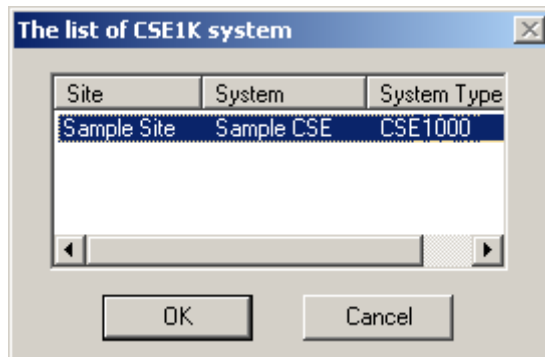 The list of CSE1K system
Site System System Type
Sample Site Sample CSE CSE1000
OK Cancel